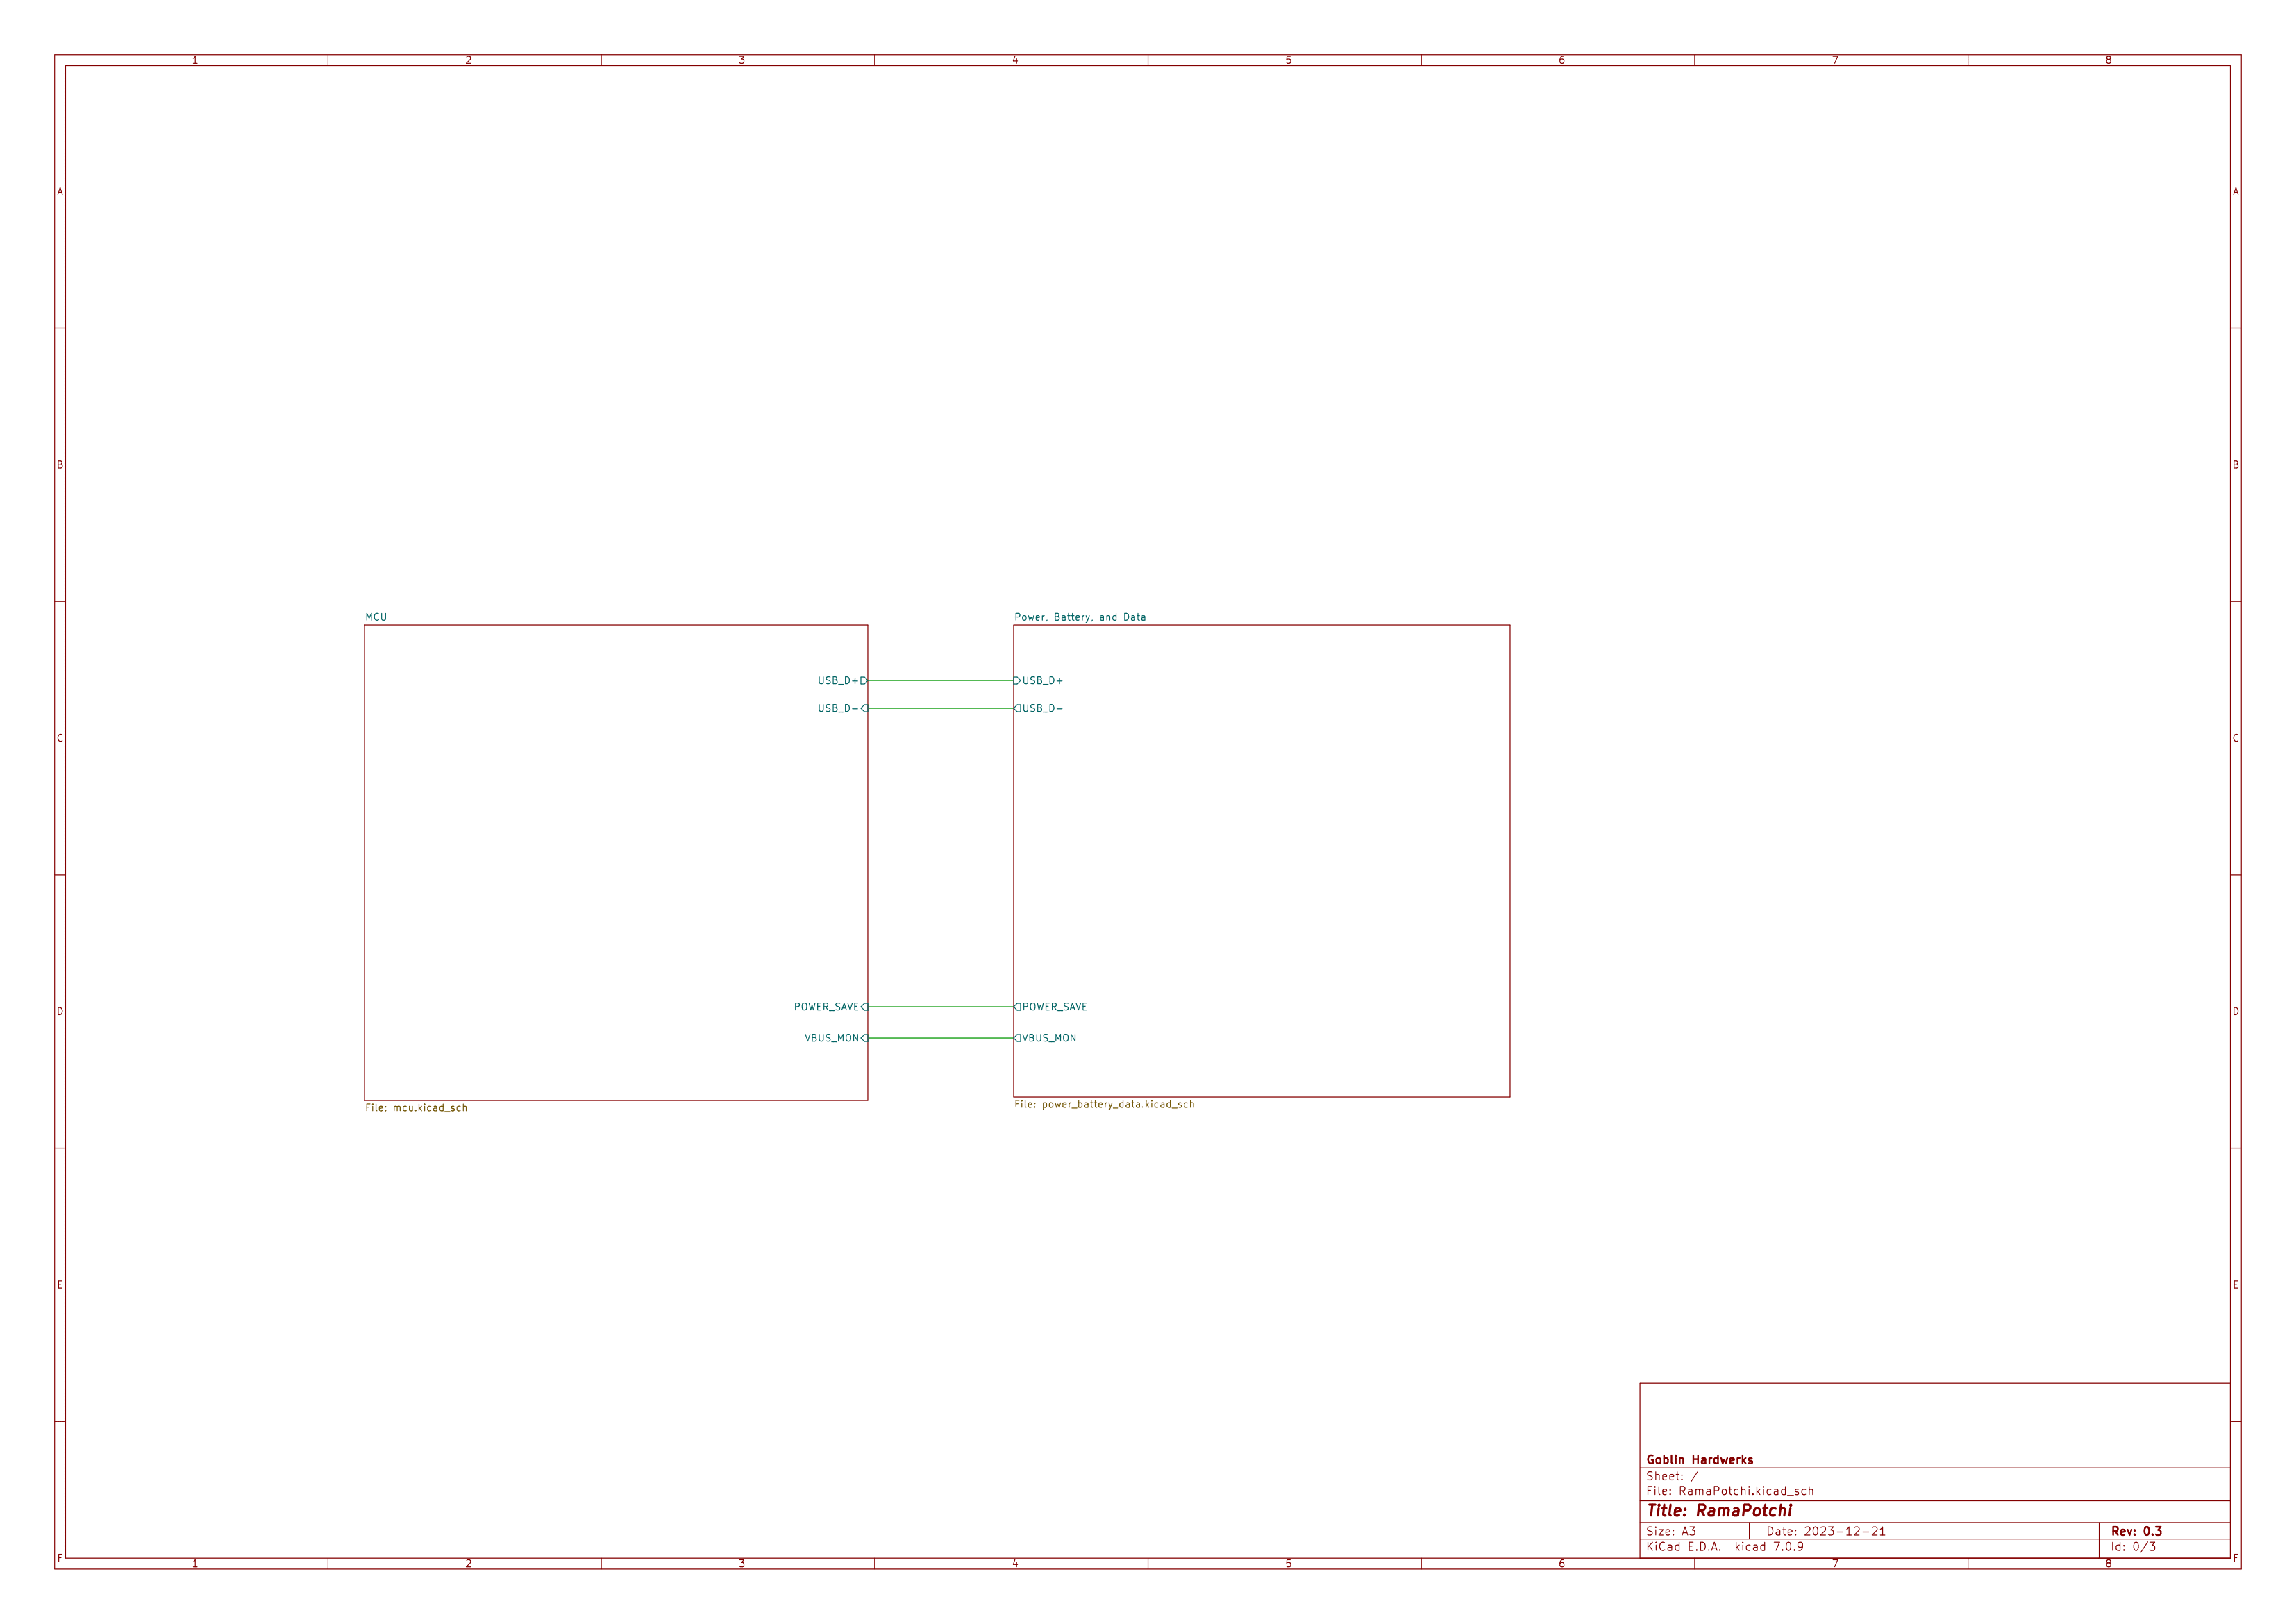 1 2 3 4 5 6 7 8
A A
B B
MCU Power, Battery, and Data
USB_D+ USB_D+
USB_D- USB_D-
C C
POWER_SAVE POWER_SAVE
D D
VBUS_MON VBUS_MON
File: mcu.kicad_sch File: power_battery_data.kicad_sch
E E
Goblin Hardwerks
Sheet: /
File: RamaPotchi.kicad_sch
Title: RamaPotchi
Size: A3 Date: 2023-12-21 Rev: 0.3
KiCad E.D.A. kicad 7.0.9 Id: 0/3
F F
1 2 3 4 5 6 7 8